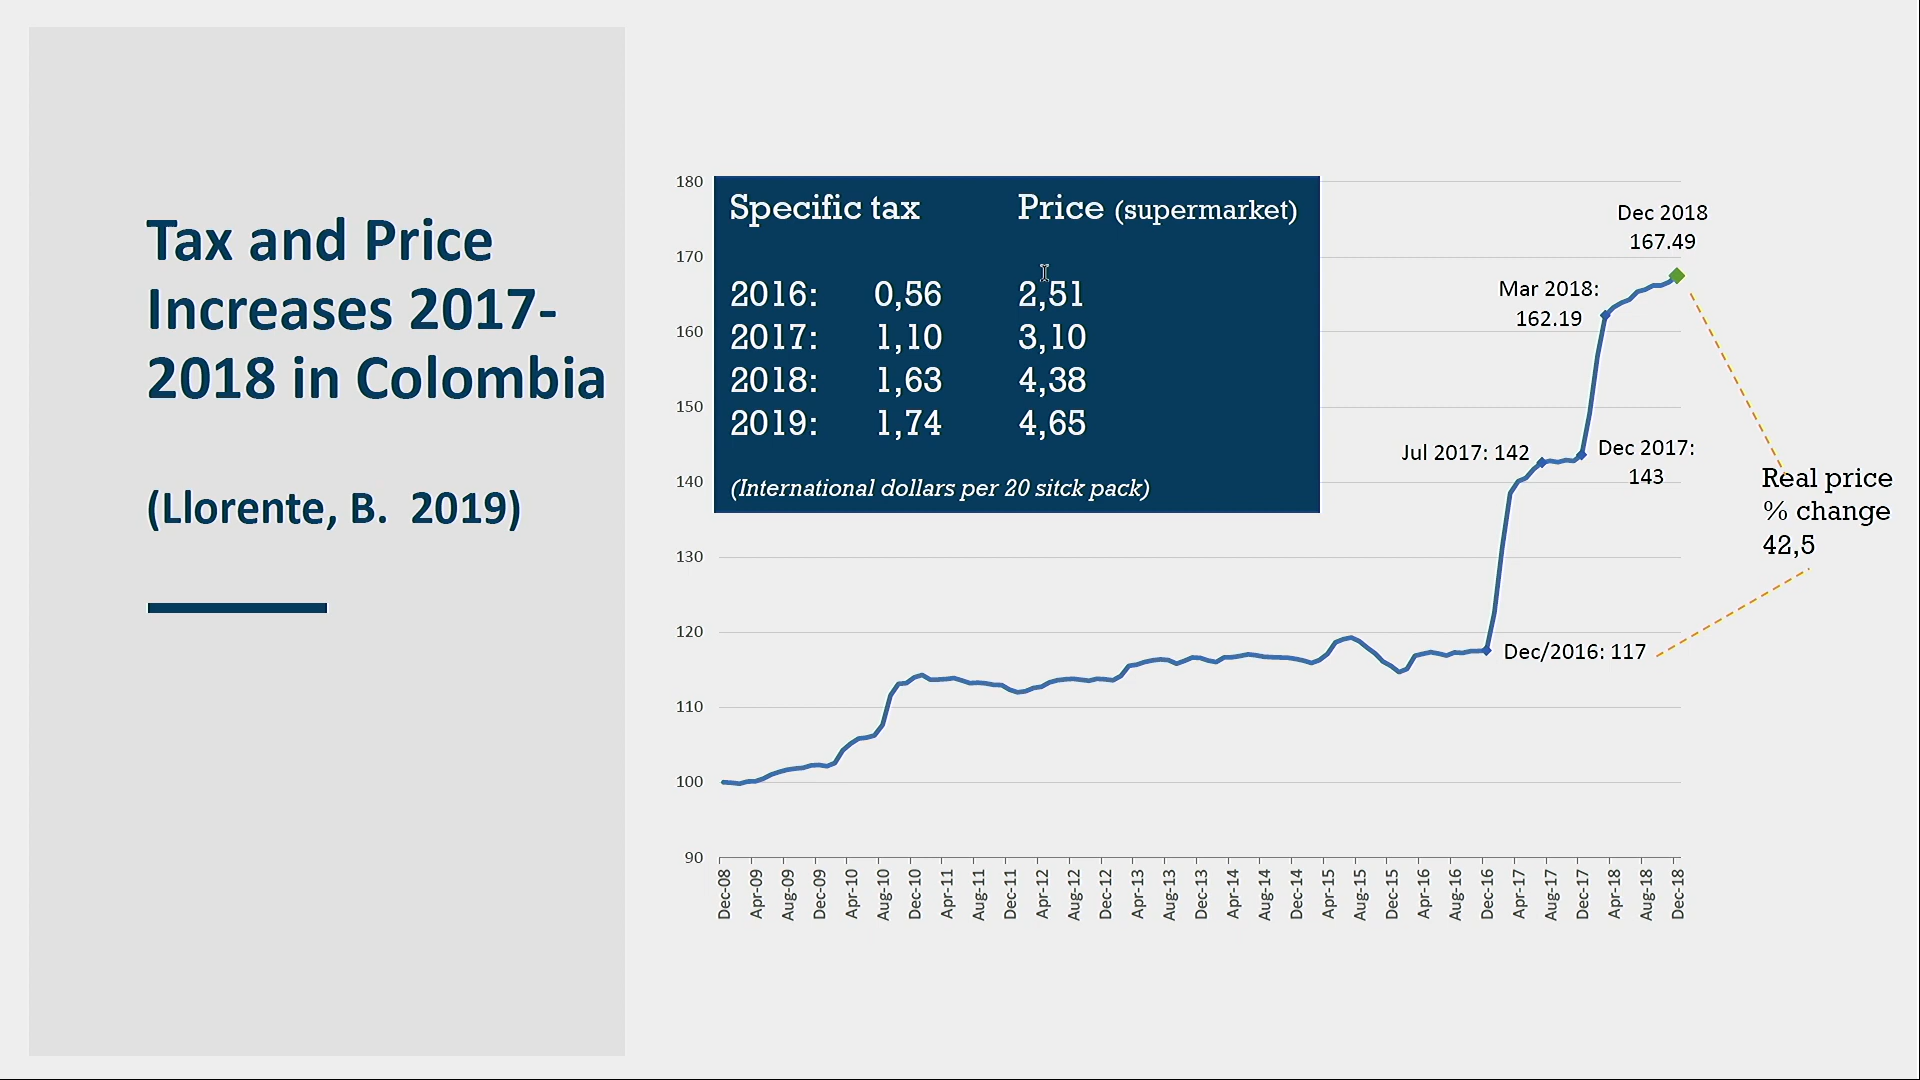 Tax and Price
Increases 2017-
2018 in Colombia
(Llorente, B.  2019)
Specific tax Price (supermarket)
2016: 0,56 2,51
2017: 1,10 3,10
2018: 1,63 4,38
2019: 1,74 4,65
(International dollars per 20 sitck pack)
180
170
160
150
140
130
120
110
100
90
Dec 2018
167.49
Mar 2018:
162.19
Jul 2017: 142
Dec 2017:
143
Dec/2016: 117
Real price
% change
42,5
Dec-08
Apr-09
Aug-09
Dec-09
Apr-10
Aug-10
Dec-10
Apr-11
Aug-11
Dec-11
Apr-12
Aug-12
Dec-12
Apr-13
Aug-13
Dec-13
Apr-14
Aug-14
Dec-14
Apr-15
Aug-15
Dec-15
Apr-16
Aug-16
Dec-16
Apr-17
Aug-17
Dec-17
Apr-18
Aug-18
Dec-18